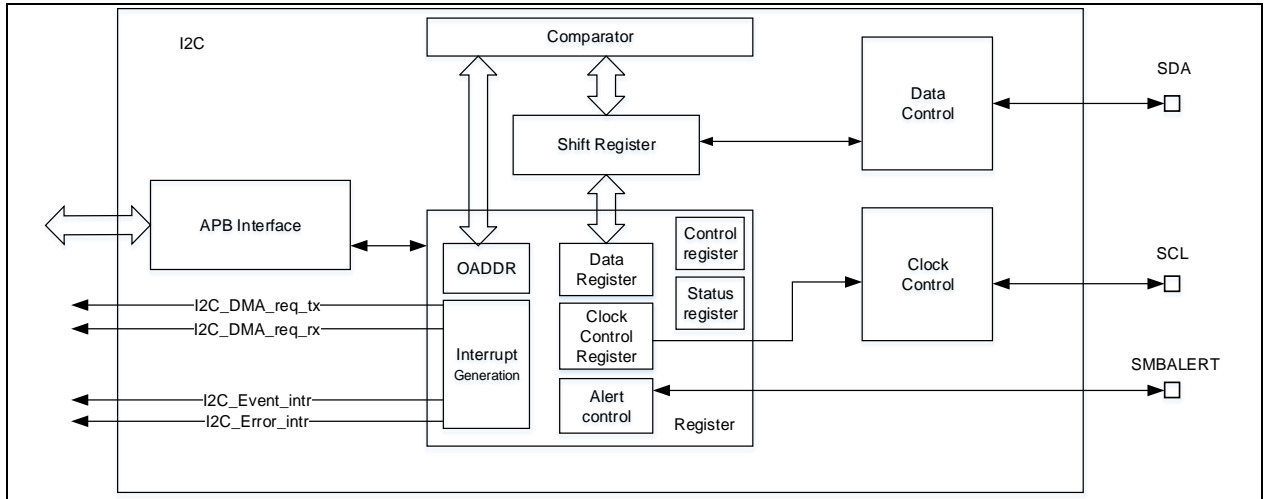 I2C
Comparator
SDA
Data
Control
Shift Register
APB Interface
Control
register
SCL
OADDR
Data
Register
Clock
Control
Status
register
I2C_DMA_req_tx
I2C_DMA_req_rx
Clock
Control
Register
Interrupt
Generation
SMBALERT
I2C_Event_intr
I2C_Error_intr
Alert
control
Register